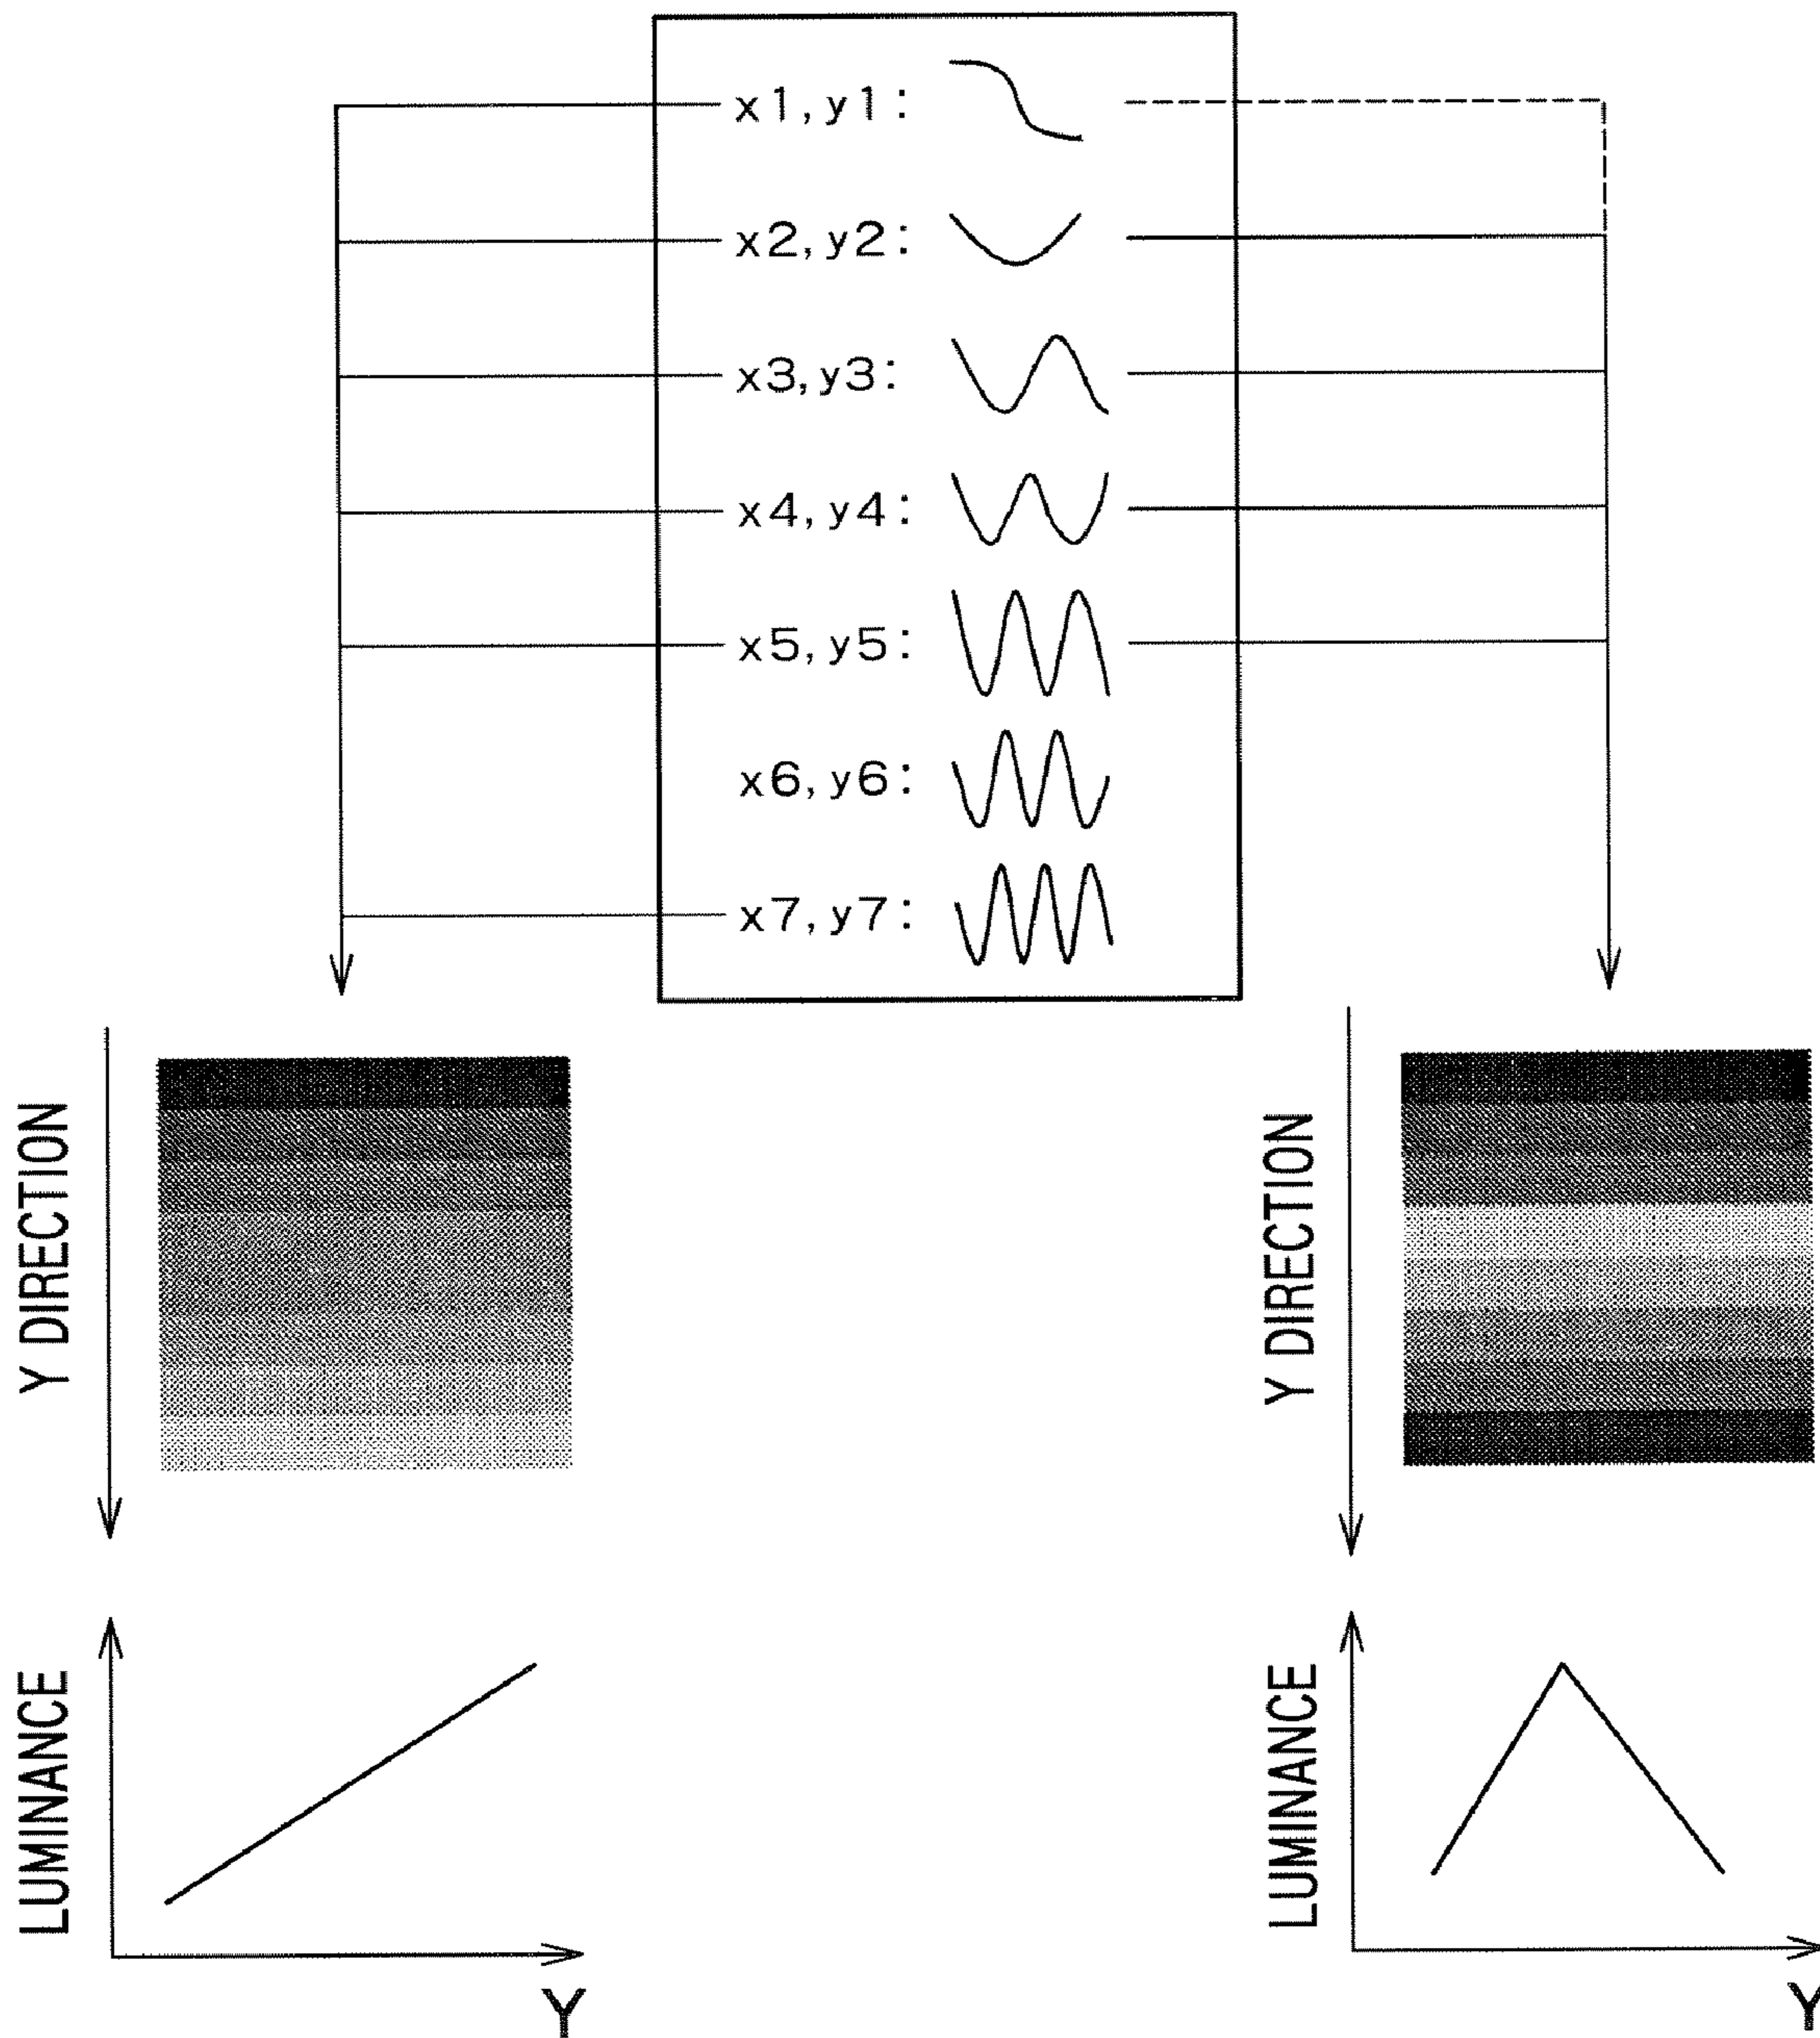 x1,y1:
x2,y2:
x3,y3:
x4,y4:
x5,y5:
x6,y6:
x7,y7:
Y DIRECTION
Y DIRECTION
LUMINANCE
Y
LUMINANCE
Y